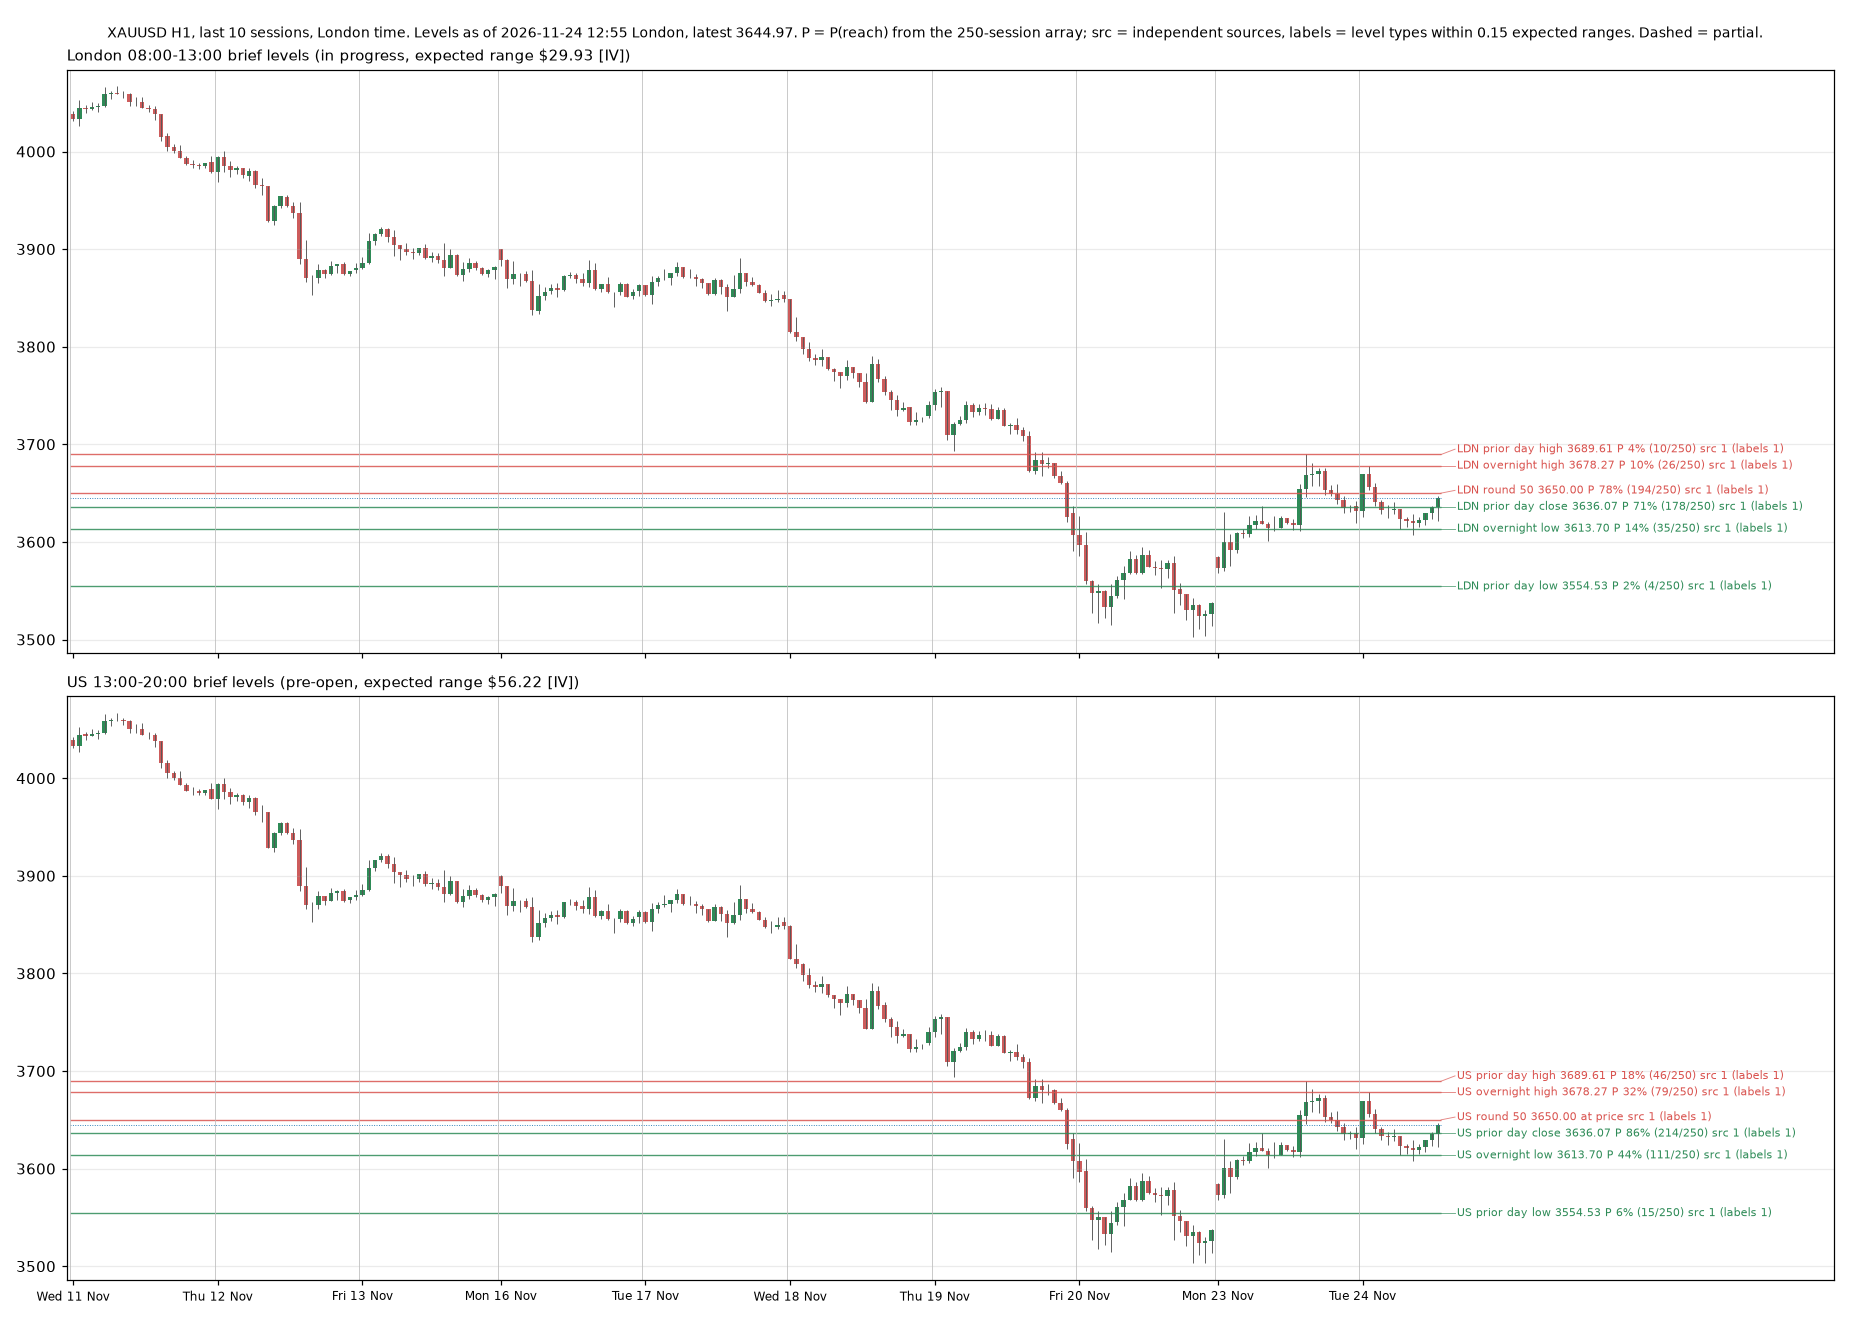 XAUUSD H1, last 10 sessions, London time. Levels as of 2026-11-24 12:55 London, latest 3644.97. P = P(reach) from the 250-session array; src = independent sources, labels = level types within 0.15 expected ranges. Dashed = partial.
London 08:00-13:00 brief levels (in progress, expected range $29.93 [IV])
4000
3900
3800
3700
3600
3500
LDN prior day high 3689.61 P 4% (10/250) src 1 (labels 1)
LDN overnight high 3678.27 P 10% (26/250) src 1 (labels 1)
LDN round 50 3650.00 P 78% (194/250) src 1 (labels 1)
LDN prior day close 3636.07 P 71% (178/250) src 1 (labels 1)
LDN overnight low 3613.70 P 14% (35/250) src 1 (labels 1)
LDN prior day low 3554.53 P 2% (4/250) src 1 (labels 1)
US 13:00-20:00 brief levels (pre-open, expected range $56.22 [IV])
4000
3900
3800
3700
3600
3500
US prior day high 3689.61 P 18% (46/250) src 1 (labels 1)
US overnight high 3678.27 P 32% (79/250) src 1 (labels 1)
US round 50 3650.00 at price src 1 (labels 1)
US prior day close 3636.07 P 86% (214/250) src 1 (labels 1)
US overnight low 3613.70 P 44% (111/250) src 1 (labels 1)
US prior day low 3554.53 P 6% (15/250) src 1 (labels 1)
Wed 11 Nov Thu 12 Nov Fri 13 Nov Mon 16 Nov Tue 17 Nov Wed 18 Nov Thu 19 Nov Fri 20 Nov Mon 23 Nov Tue 24 Nov